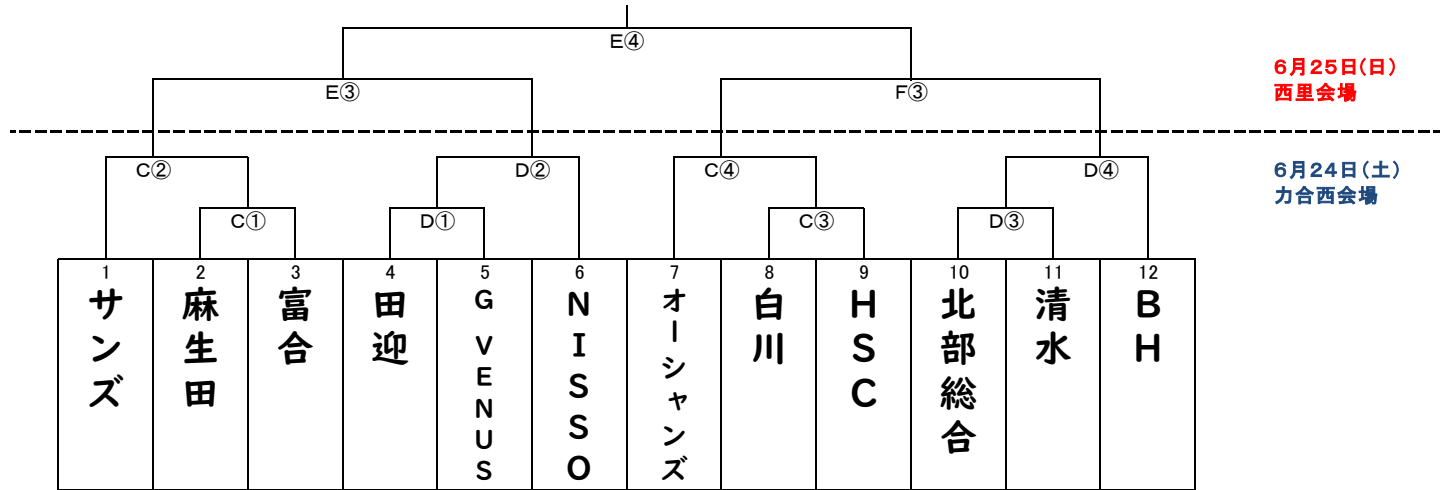 E④
6月25日(日)
西里会場
E③
F③
C②
D②
C④
D④
6月24日(土)
力合西会場
C①
D①
C③
D③
1
2
3
4
5
6
7
8
9
10
11
12
サンズ
麻生田
富合
田迎
G VENUS
NISSO
オーシャンズ
白川
HSC
北部総合
清水
BH